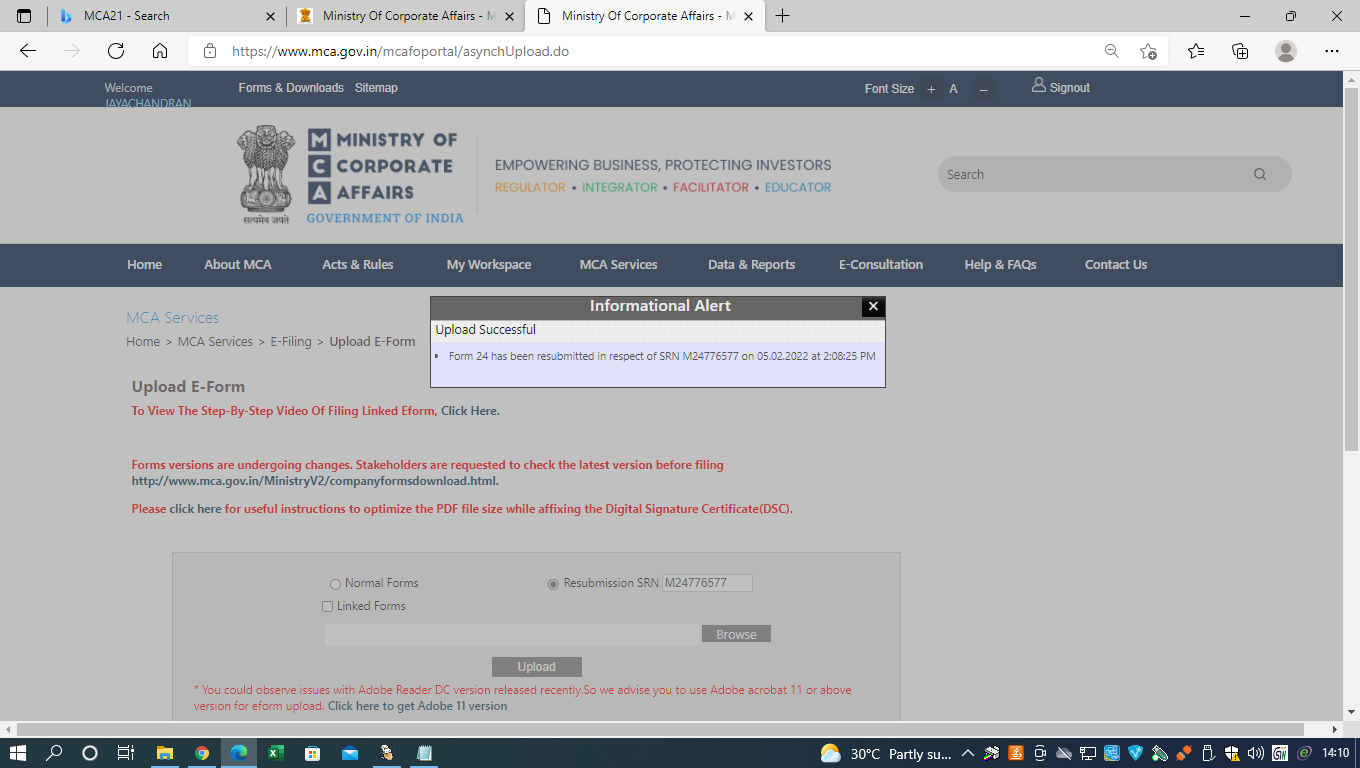 MCA21 - Search
Ministry Of Corporate Affairs - M
Ministry Of Corporate Affairs - M
https://www.mca.gov.in/mcafoportal/asynchUpload.do
Welcome
JAYACHANDRAN
Forms & Downloads Sitemap
Font Size + A –
Signout
MINISTRY OF
CORPORATE
AFFAIRS
GOVERNMENT OF INDIA
सत्यमेव जयते
EMPOWERING BUSINESS, PROTECTING INVESTORS
REGULATOR • INTEGRATOR • FACILITATOR • EDUCATOR
Search
Home About MCA Acts & Rules My Workspace MCA Services Data & Reports E-Consultation Help & FAQs Contact Us
Informational Alert
Upload Successful
• Form 24 has been resubmitted in respect of SRN M24776577 on 05.02.2022 at 2:08:25 PM
MCA Services
Home > MCA Services > E-Filing > Upload E-Form
Upload E-Form
To View The Step-By-Step Video Of Filing Linked Eform, Click Here.
Forms versions are undergoing changes. Stakeholders are requested to check the latest version before filing
http://www.mca.gov.in/MinistryV2/companyformsdownload.html.
Please click here for useful instructions to optimize the PDF file size while affixing the Digital Signature Certificate(DSC).
Normal Forms
Resubmission SRN M24776577
Linked Forms
Browse
Upload
* You could observe issues with Adobe Reader DC version released recently.So we advise you to use Adobe acrobat 11 or above
version for eform upload. Click here to get Adobe 11 version
30°C Partly su...
14:10